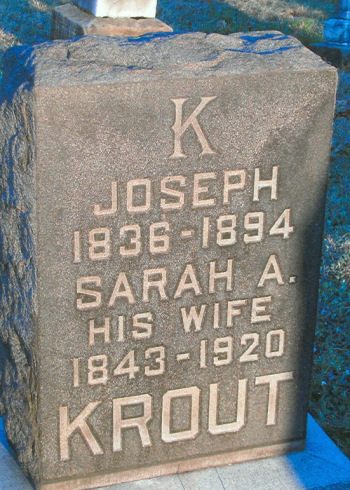 K
JOSEPH
1836-1894
SARAH A.
HIS WIFE
1843-1920
KROUT